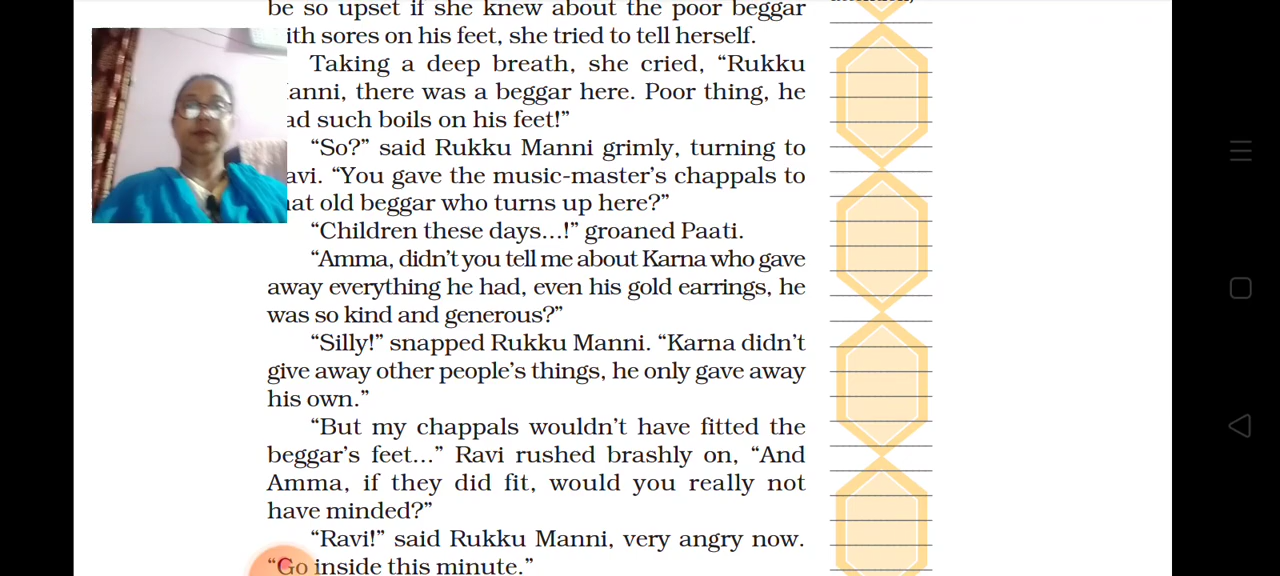 be so upset if she knew about the poor beggar
ith sores on his feet, she tried to tell herself.
Taking a deep breath, she cried, “Rukku
anni, there was a beggar here. Poor thing, he
ad such boils on his feet!”
“So?” said Rukku Manni grimly, turning to
avi. “You gave the music-master’s chappals to
hat old beggar who turns up here?”
“Children these days...!” groaned Paati.
“Amma, didn’t you tell me about Karna who gave
away everything he had, even his gold earrings, he
was so kind and generous?”
“Silly!” snapped Rukku Manni. “Karna didn’t
give away other people’s things, he only gave away
his own.”
“But my chappals wouldn’t have fitted the
beggar’s feet...” Ravi rushed brashly on, “And
Amma, if they did fit, would you really not
have minded?”
“Ravi!” said Rukku Manni, very angry now.
“Go inside this minute.”